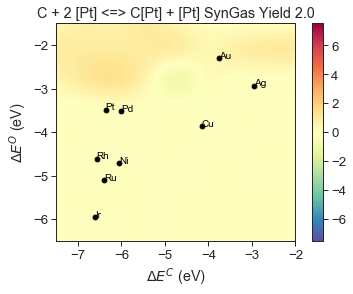 C + 2 [Pt] <=> C[Pt] + [Pt] SynGas Yield 2.0
ΔE^O (eV)
−2
−3
−4
−5
−6
Au
Ag
Pt
Pd
Cu
Rh
Ni
Ru
Ir
6
4
2
0
−2
−4
−6
−7 −6 −5 −4 −3 −2
ΔE^C (eV)